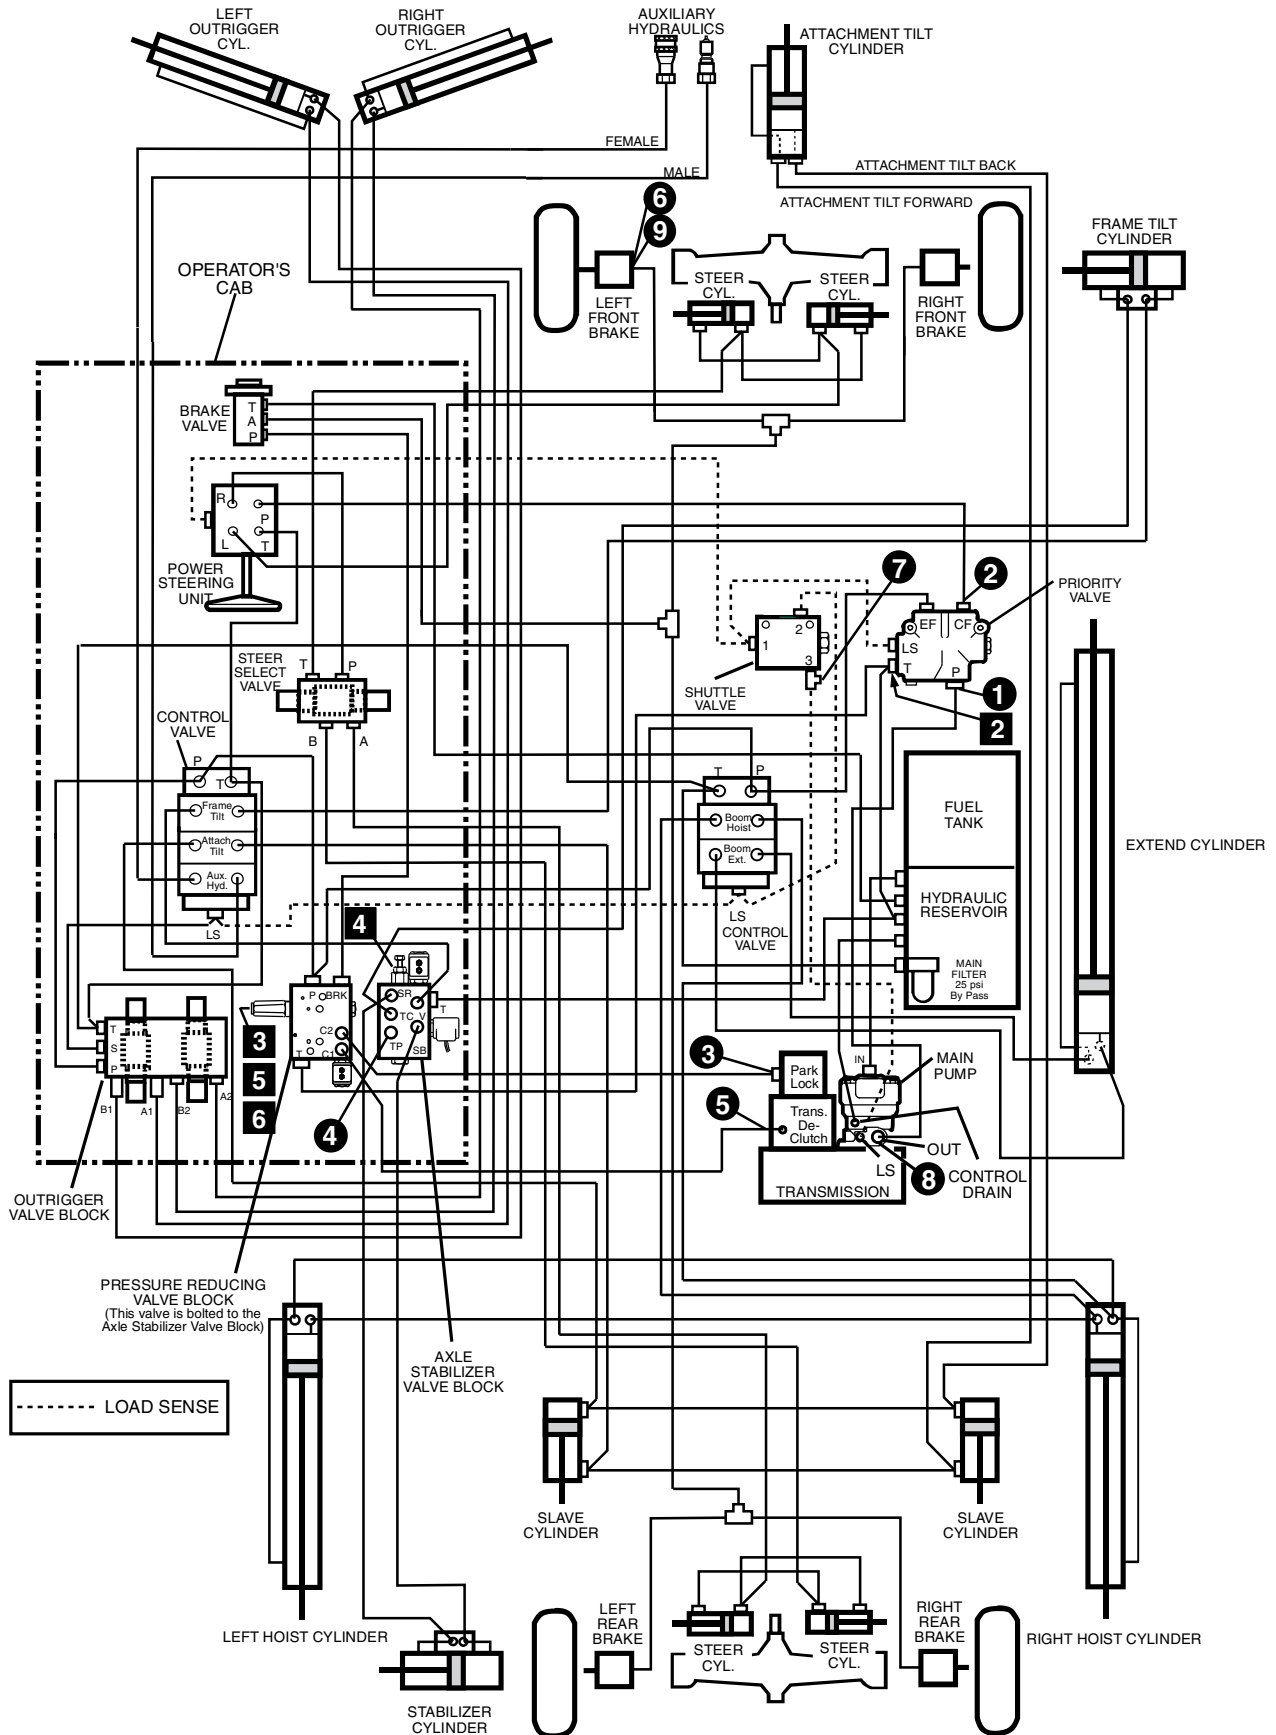 LEFT
OUTRIGGER
CYL.
RIGHT
OUTRIGGER
CYL.
AUXILIARY
HYDRAULICS
ATTACHMENT TILT
CYLINDER
FEMALE
MALE
ATTACHMENT TILT BACK
ATTACHMENT TILT FORWARD
6
9
FRAME TILT
CYLINDER
OPERATOR'S
CAB
LEFT
FRONT
BRAKE
STEER
CYL.
STEER
CYL.
RIGHT
FRONT
BRAKE
BRAKE
VALVE
T
A
P
R
P
L
T
POWER
STEERING
UNIT
7
2
PRIORITY
VALVE
EF
CF
LS
T
P
1
2
3
SHUTTLE
VALVE
1
2
STEER
SELECT
VALVE
T
P
B
A
CONTROL
VALVE
P
T
Frame
Tilt
Attach
Tilt
Aux.
Hyd.
LS
T
P
Boom
Hoist
Boom
Ext.
LS
CONTROL
VALVE
FUEL
TANK
HYDRAULIC
RESERVOIR
MAIN
FILTER
25 psi
By Pass
EXTEND CYLINDER
4
P
BRK
C2
C1
T
SR
TC
V
T
TP
SB
T
S
P
B1
A1
B2
A2
3
5
6
4
3
5
Park
Lock
Trans.
De-
Clutch
IN
MAIN
PUMP
OUT
LS
8
CONTROL
DRAIN
TRANSMISSION
OUTRIGGER
VALVE BLOCK
PRESSURE REDUCING
VALVE BLOCK
(This valve is bolted to the
Axle Stabilizer Valve Block)
AXLE
STABILIZER
VALVE BLOCK
LOAD SENSE
SLAVE
CYLINDER
SLAVE
CYLINDER
LEFT HOIST CYLINDER
RIGHT HOIST CYLINDER
LEFT
REAR
BRAKE
STEER
CYL.
STEER
CYL.
RIGHT
REAR
BRAKE
STABILIZER
CYLINDER